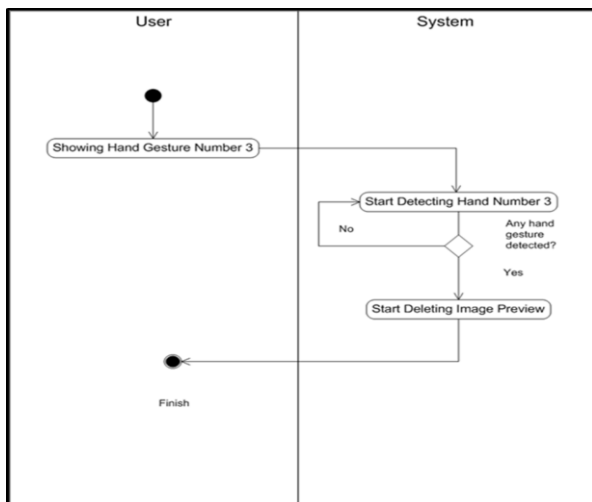 User
System
Showing Hand Gesture Number 3
Start Detecting Hand Number 3
Any hand
gesture
detected?
No
Yes
Start Deleting Image Preview
Finish